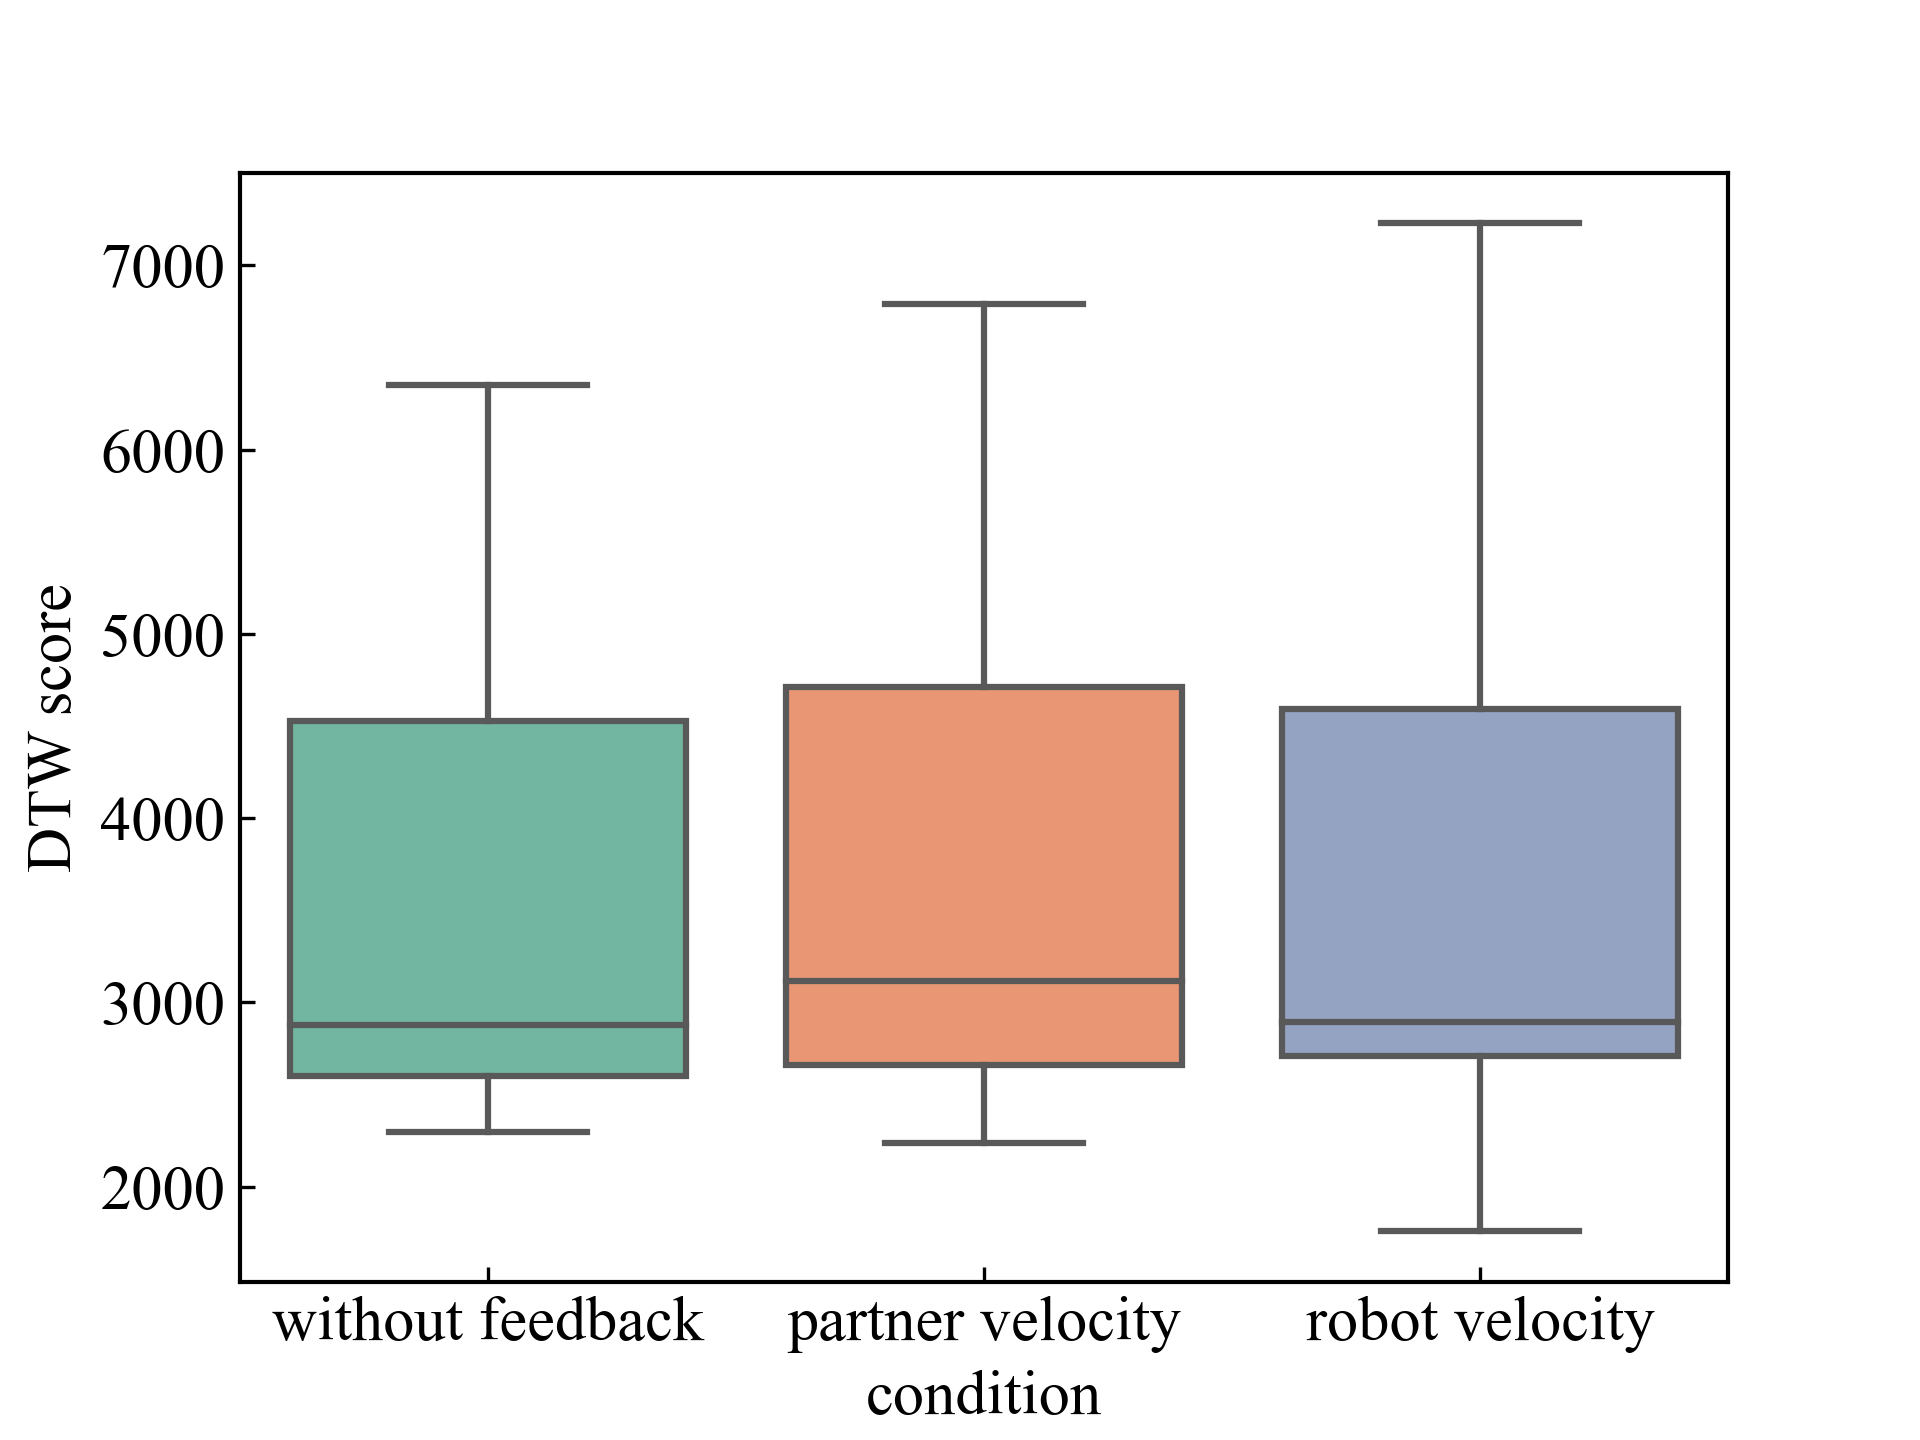 7000
6000
5000
4000
3000
2000
DTW score
without feedback
partner velocity
robot velocity
condition